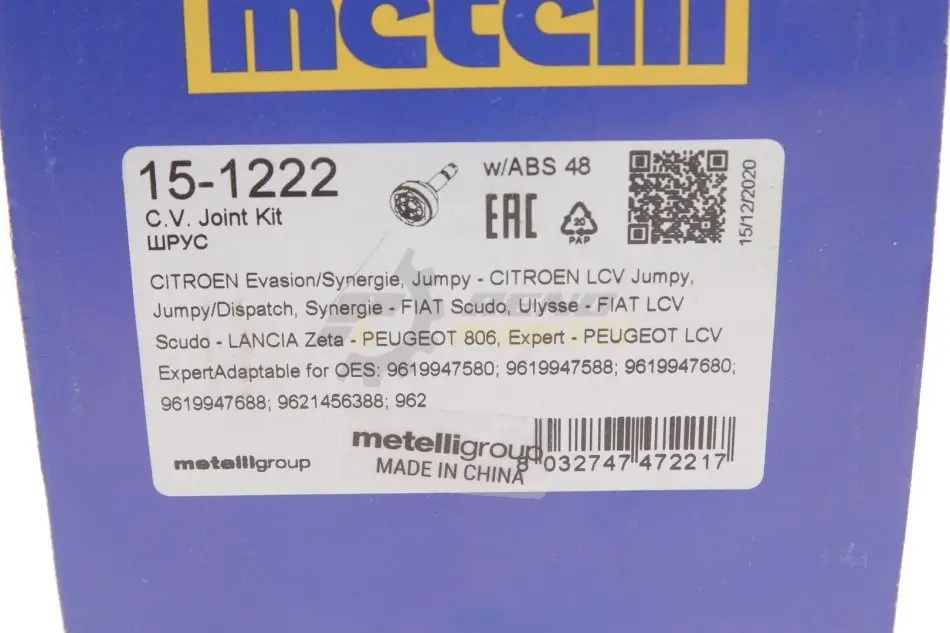 metelli
15-1222
w/ABS 48
C.V. Joint Kit
ШРУС
EAC
20
PAP
15/12/2020
CITROEN Evasion/Synergie, Jumpy - CITROEN LCV Jumpy,
Jumpy/Dispatch, Synergie - FIAT Scudo, Ulysse - FIAT LCV
Scudo - LANCIA Zeta - PEUGEOT 806, Expert - PEUGEOT LCV
ExpertAdaptable for OES: 9619947580; 9619947588; 9619947680;
9619947688; 9621456388; 962
metelligroup
metelligroup
MADE IN CHINA
8 032747 472217